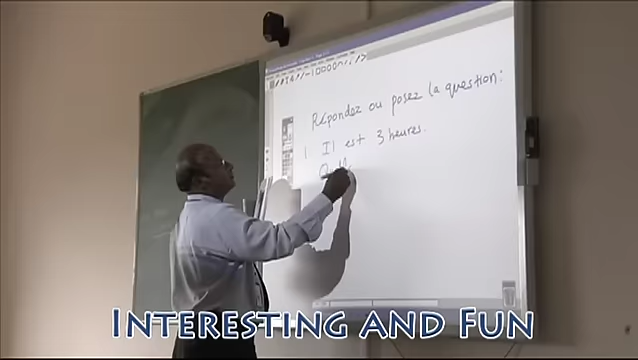 Répondez ou posez la question:
1. Il est 3 heures.
INTERESTING AND FUN